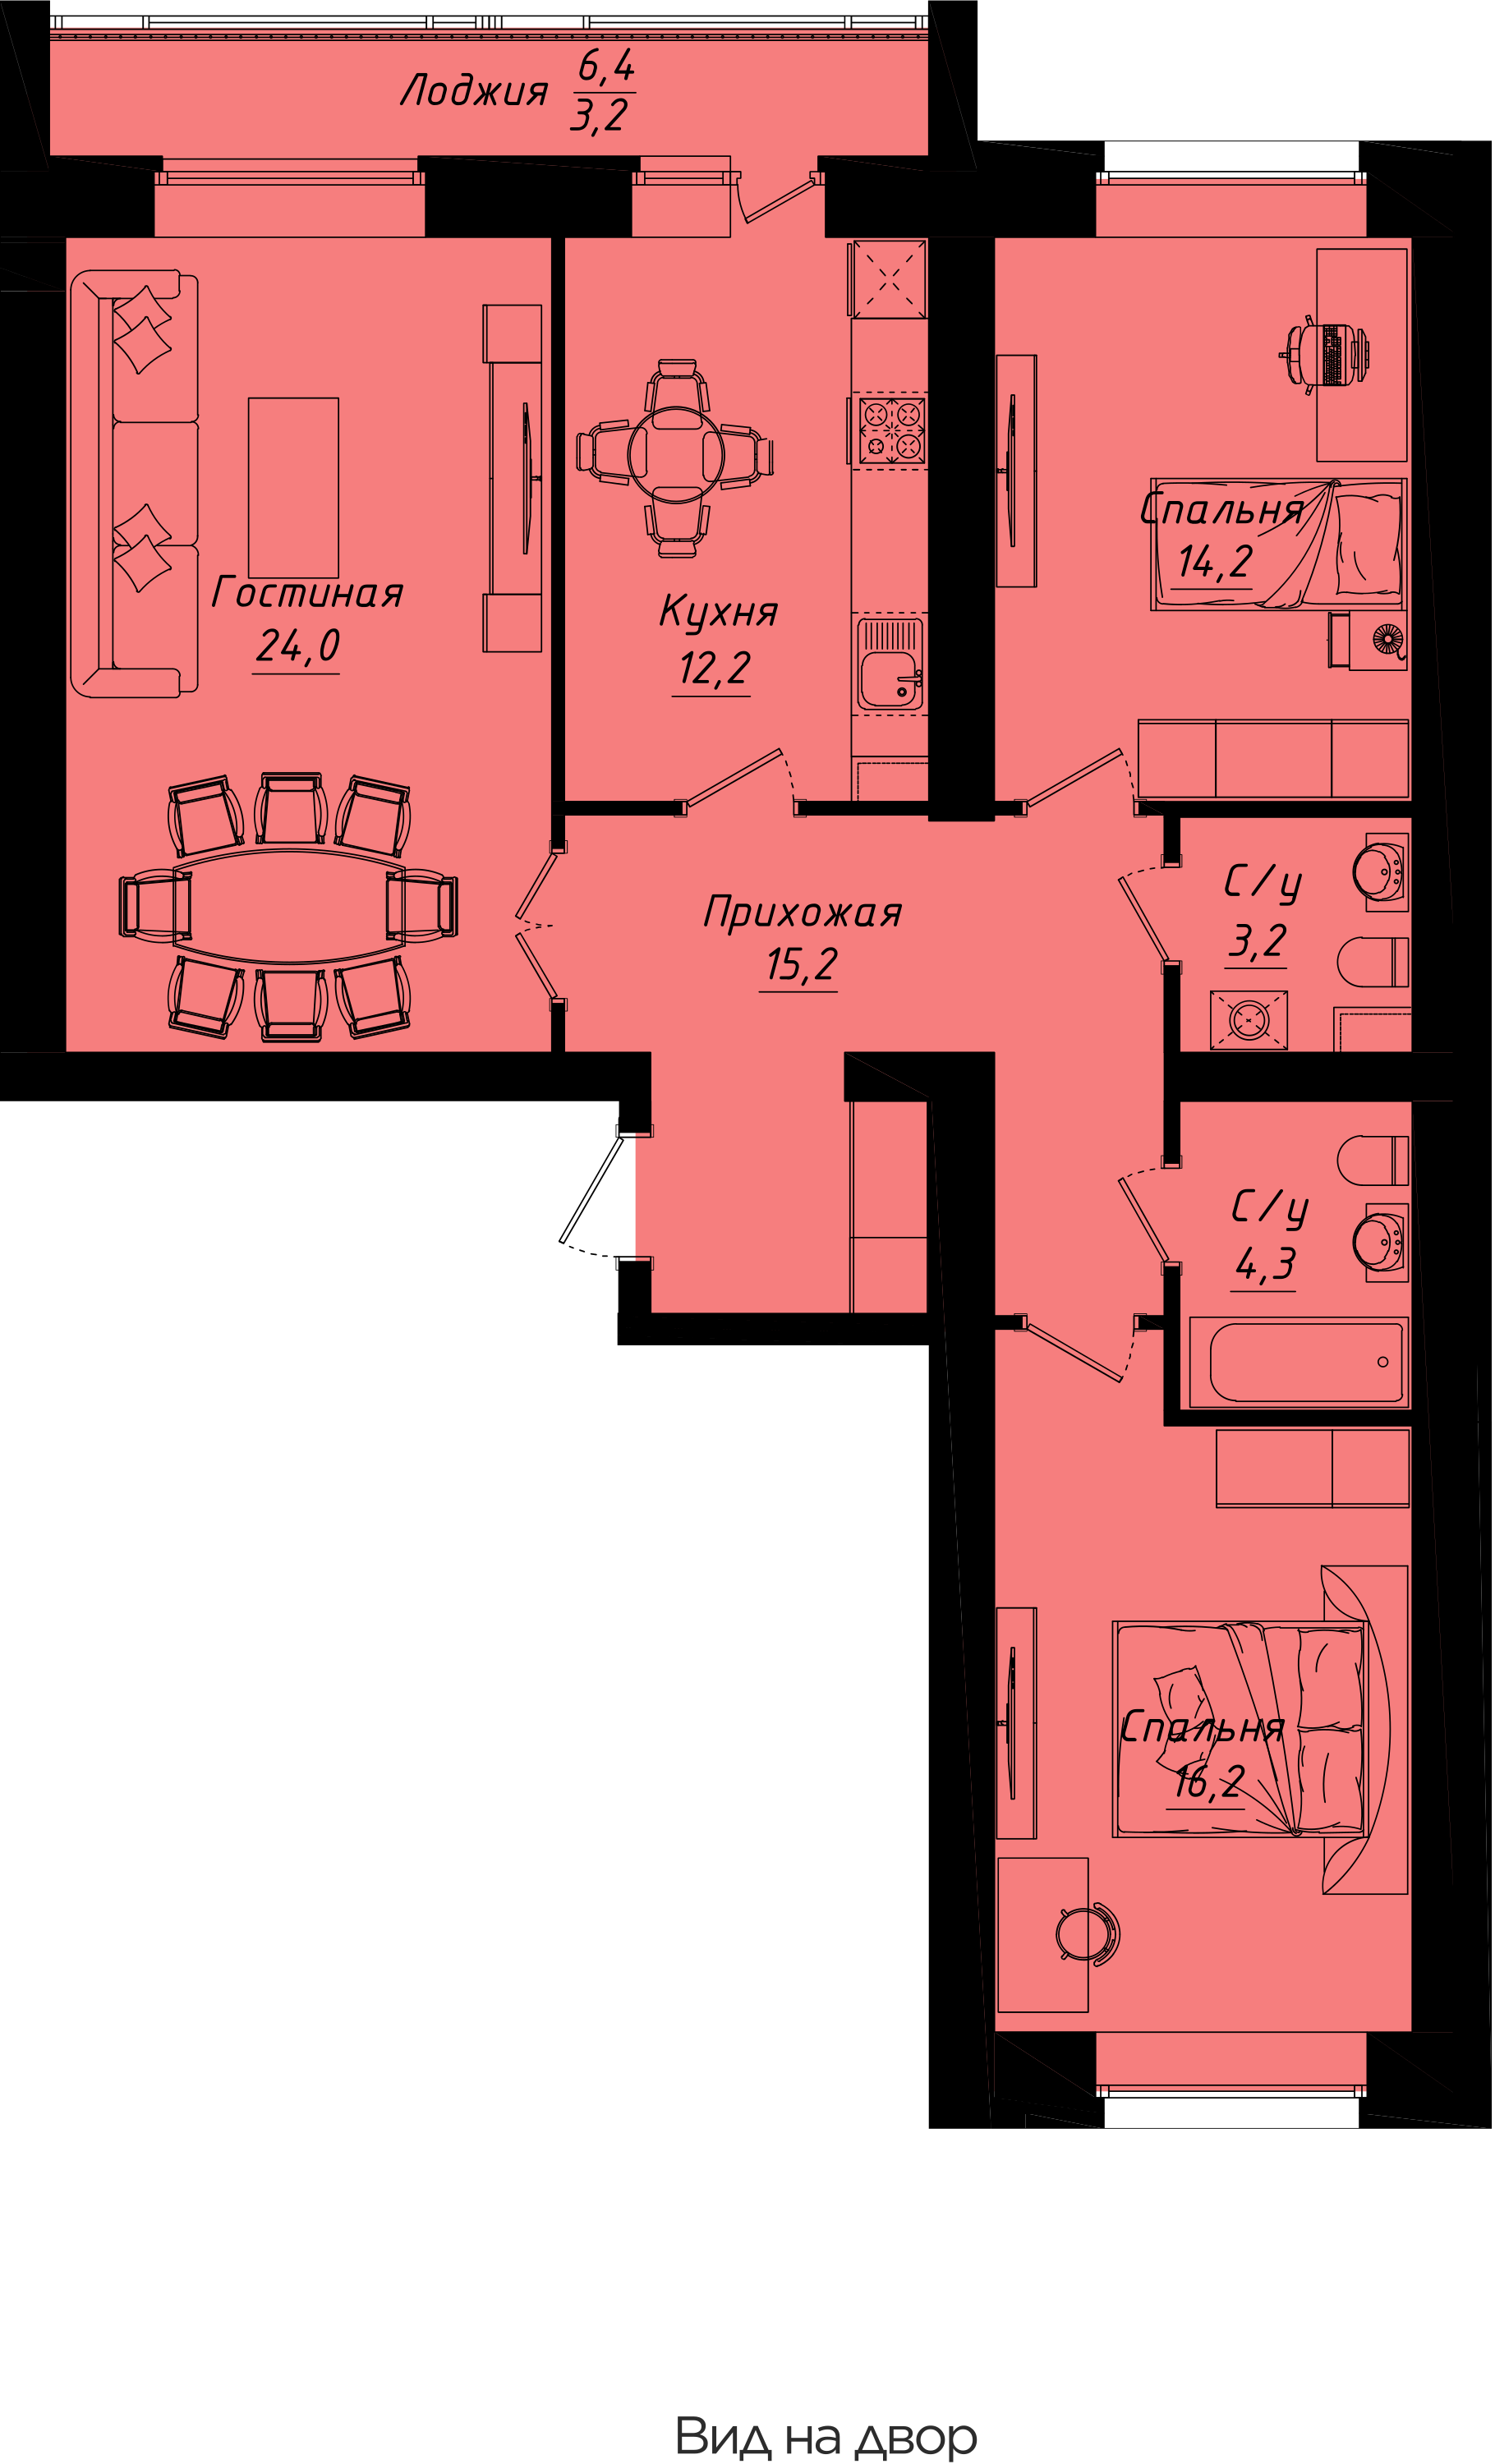 Лоджия 6,4
3,2
Спальня
14,2
Гостиная
24,0
Кухня
12,2
С/у
3,2
Прихожая
15,2
С/у
4,3
Спальня
16,2
Вид на двор